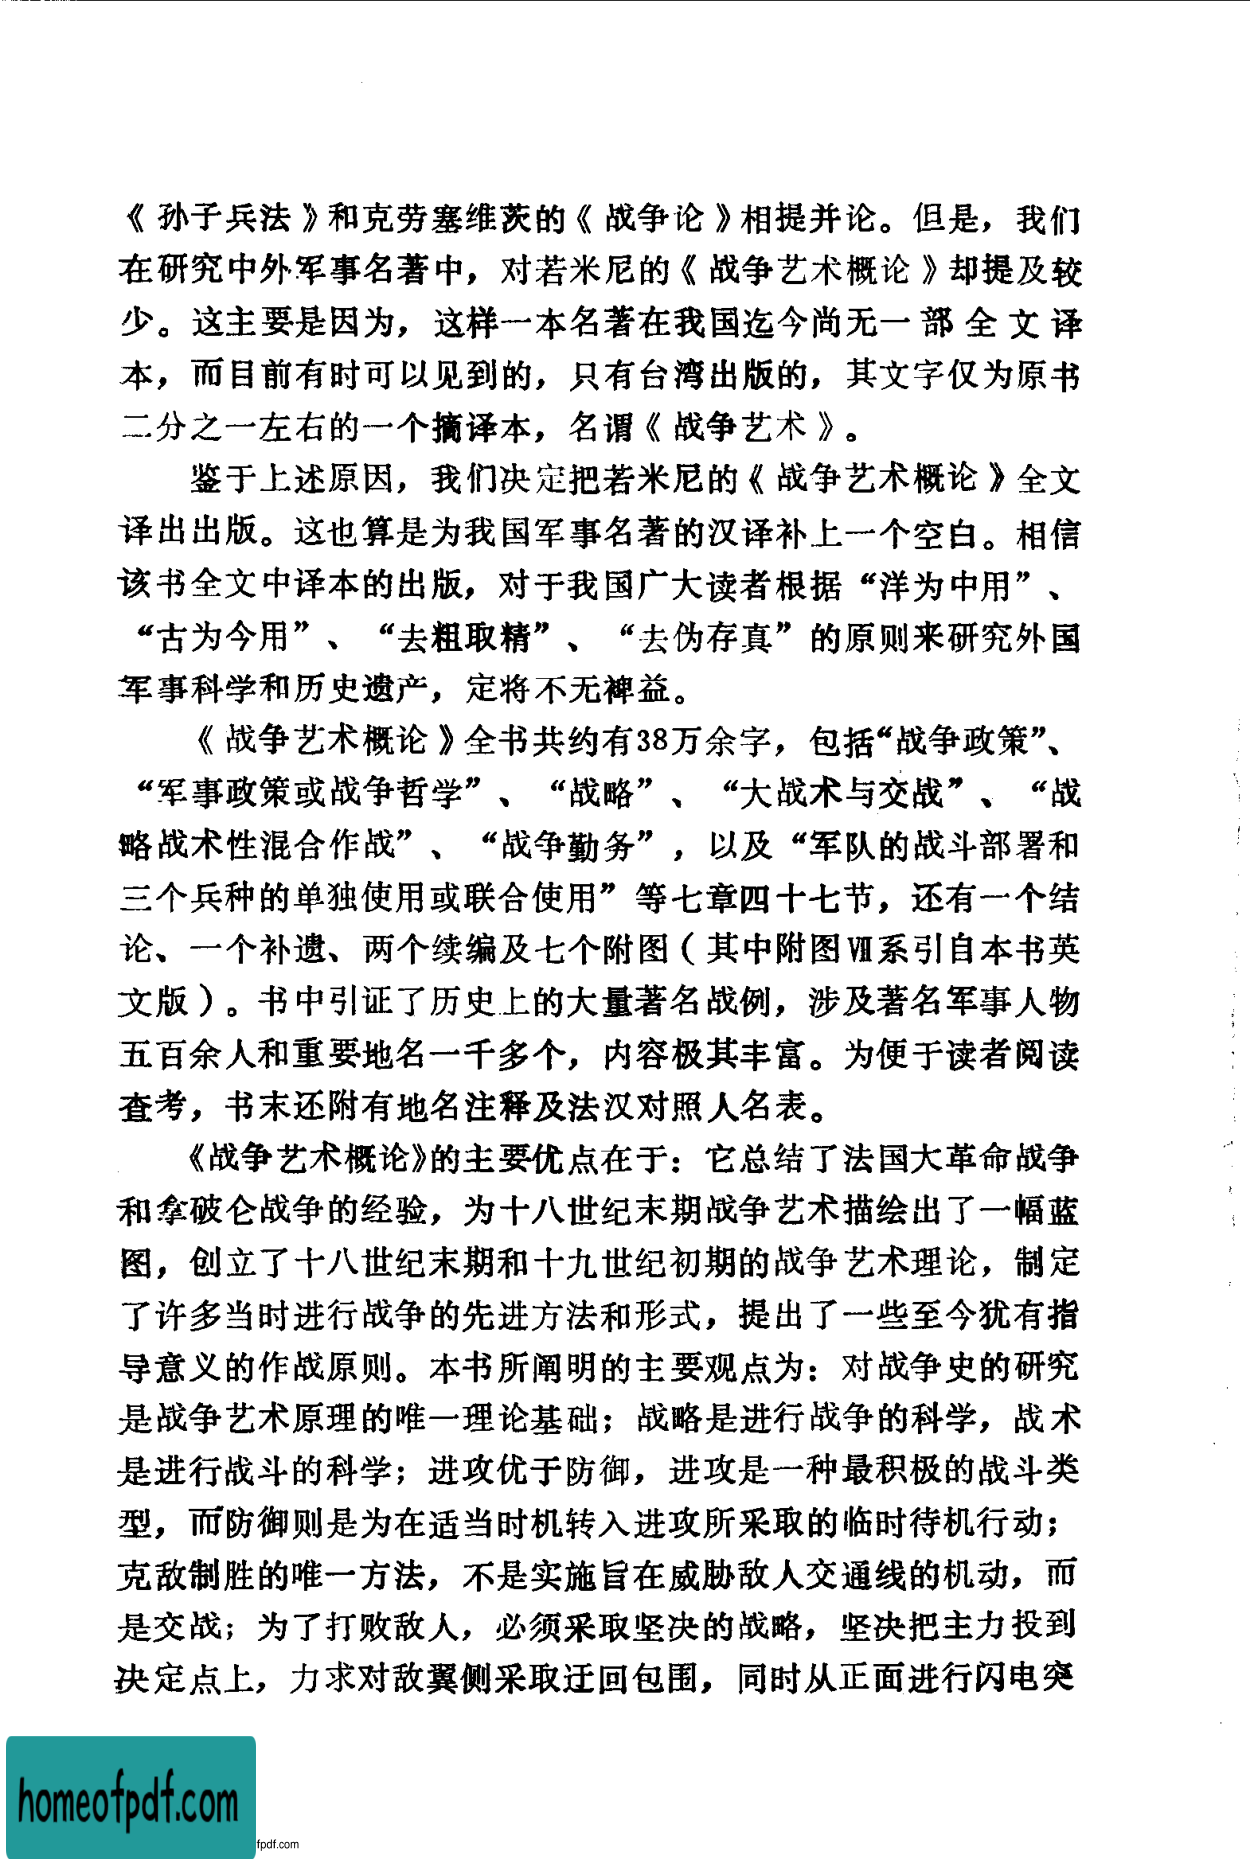 《孙子兵法》和克劳塞维茨的《战争论》相提并论。但是，我们
在研究中外军事名著中，对若米尼的《战争艺术概论》却提及较
少。这主要是因为，这样一本名著在我国迄今尚无一部全文译
本，而目前有时可以见到的，只有台湾出版的，其文字仅为原书
二分之一左右的一个摘译本，名谓《战争艺术》。
鉴于上述原因，我们决定把若米尼的《战争艺术概论》全文
译出出版。这也算是为我国军事名著的汉译补上一个空白。相信
该书全文中译本的出版，对于我国广大读者根据“洋为中用”、
“古为今用”、“去粗取精”、“去伪存真”的原则来研究外国
军事科学和历史遗产，定将不无裨益。
《战争艺术概论》全书共约有38万余字，包括“战争政策”、
“军事政策或战争哲学”、“战略”、“大战术与交战”、“战
略战术性混合作战”、“战争勤务”，以及“军队的战斗部署和
三个兵种的单独使用或联合使用”等七章四十七节，还有一个结
论、一个补遗、两个续编及七个附图（其中附图Ⅶ系引自本书英
文版）。书中引证了历史上的大量著名战例，涉及著名军事人物
五百余人和重要地名一千多个，内容极其丰富。为便于读者阅读
查考，书末还附有地名注释及法汉对照人名表。
《战争艺术概论》的主要优点在于：它总结了法国大革命战争
和拿破仑战争的经验，为十八世纪末期战争艺术描绘出了一幅蓝
图，创立了十八世纪末期和十九世纪初期的战争艺术理论，制定
了许多当时进行战争的先进方法和形式，提出了一些至今犹有指
导意义的作战原则。本书所阐明的主要观点为：对战争史的研究
是战争艺术原理的唯一理论基础；战略是进行战争的科学，战术
是进行战斗的科学；进攻优于防御，进攻是一种最积极的战斗类
型，而防御则是为在适当时机转入进攻所采取的临时待机行动；
克敌制胜的唯一方法，不是实施旨在威胁敌人交通线的机动，而
是交战；为了打败敌人，必须采取坚决的战略，坚决把主力投到
决定点上，力求对敌翼侧采取迂回包围，同时从正面进行闪电突
homeofpdf.com
fpdf.com